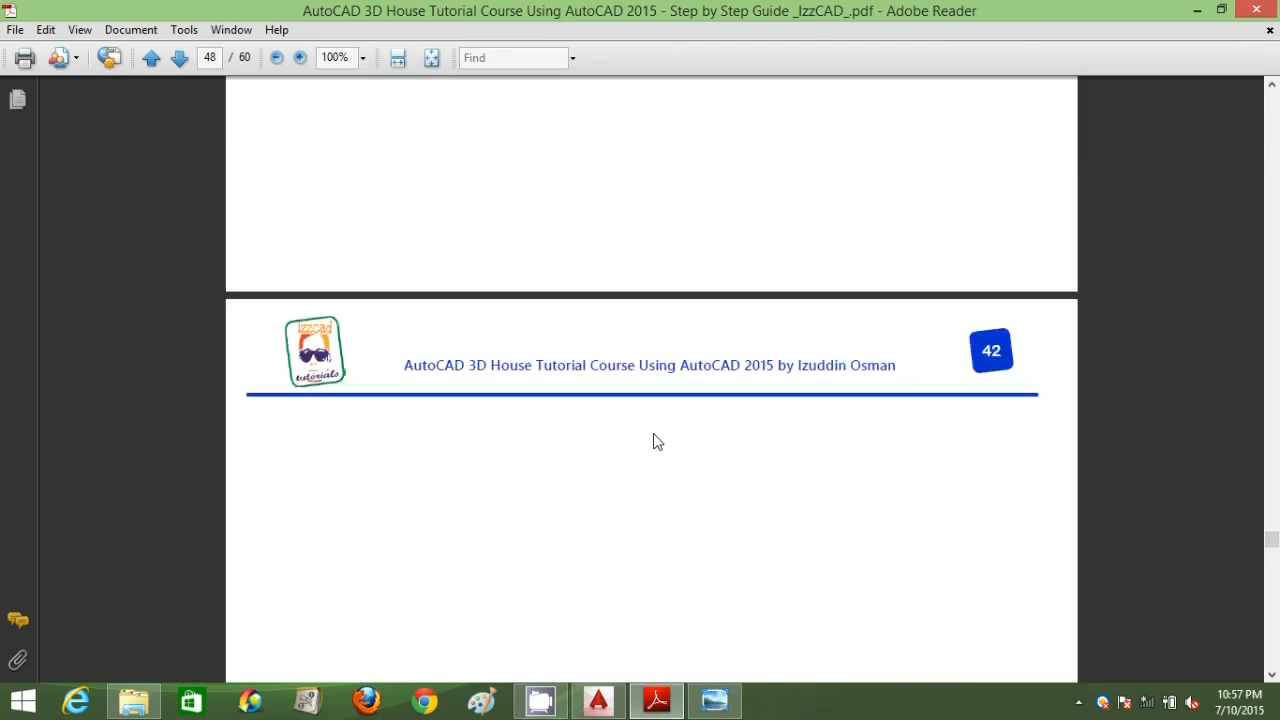 AutoCAD 3D House Tutorial Course Using AutoCAD 2015 - Step by Step Guide _IzzCAD_.pdf - Adobe Reader
File Edit View Document Tools Window Help
48 / 60 100% Find
Izzcad
tutorials
AutoCAD 3D House Tutorial Course Using AutoCAD 2015 by Izuddin Osman
42
10:57 PM
7/10/2015